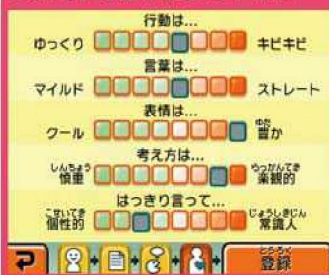 行動は...
ゆっくり キビキビ
言葉は...
マイルド ストレート
表情は...
クール 豊か
ゆた
考え方は...
しんちょう らっかんてき
慎重 楽観的
はっきり言って...
こせいてき じょうしきじん
個性的 常識人
とうろく
登録